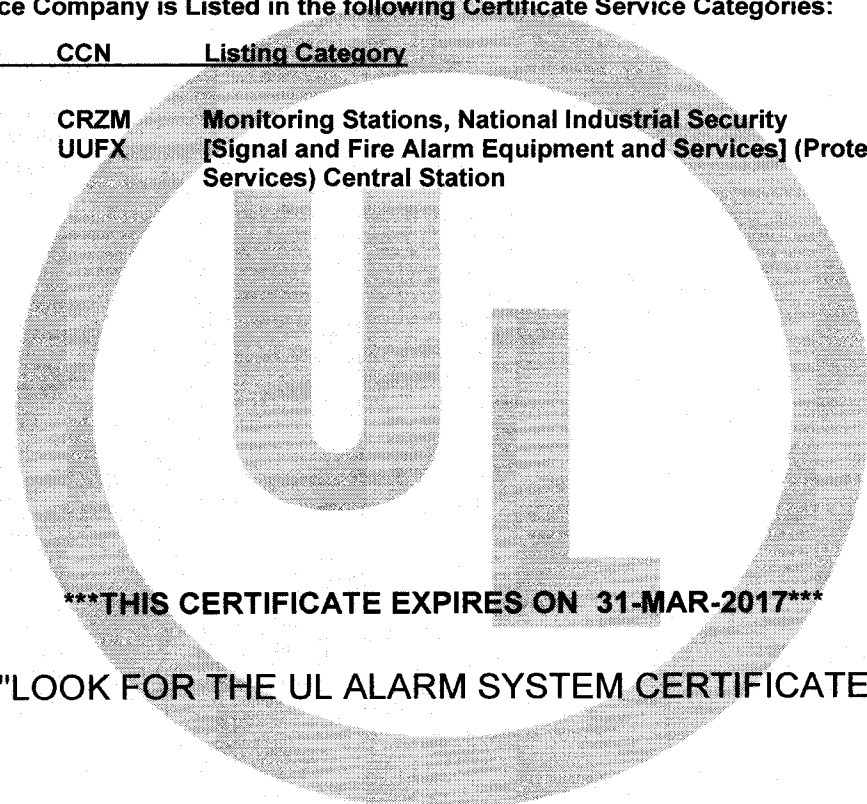 ce Company is Listed in the following Certificate Service Categories:
CCN Listing Category
CRZM Monitoring Stations, National Industrial Security
UUFX [Signal and Fire Alarm Equipment and Services] (Prote
Services) Central Station
UL
***THIS CERTIFICATE EXPIRES ON 31-MAR-2017***
"LOOK FOR THE UL ALARM SYSTEM CERTIFICATE